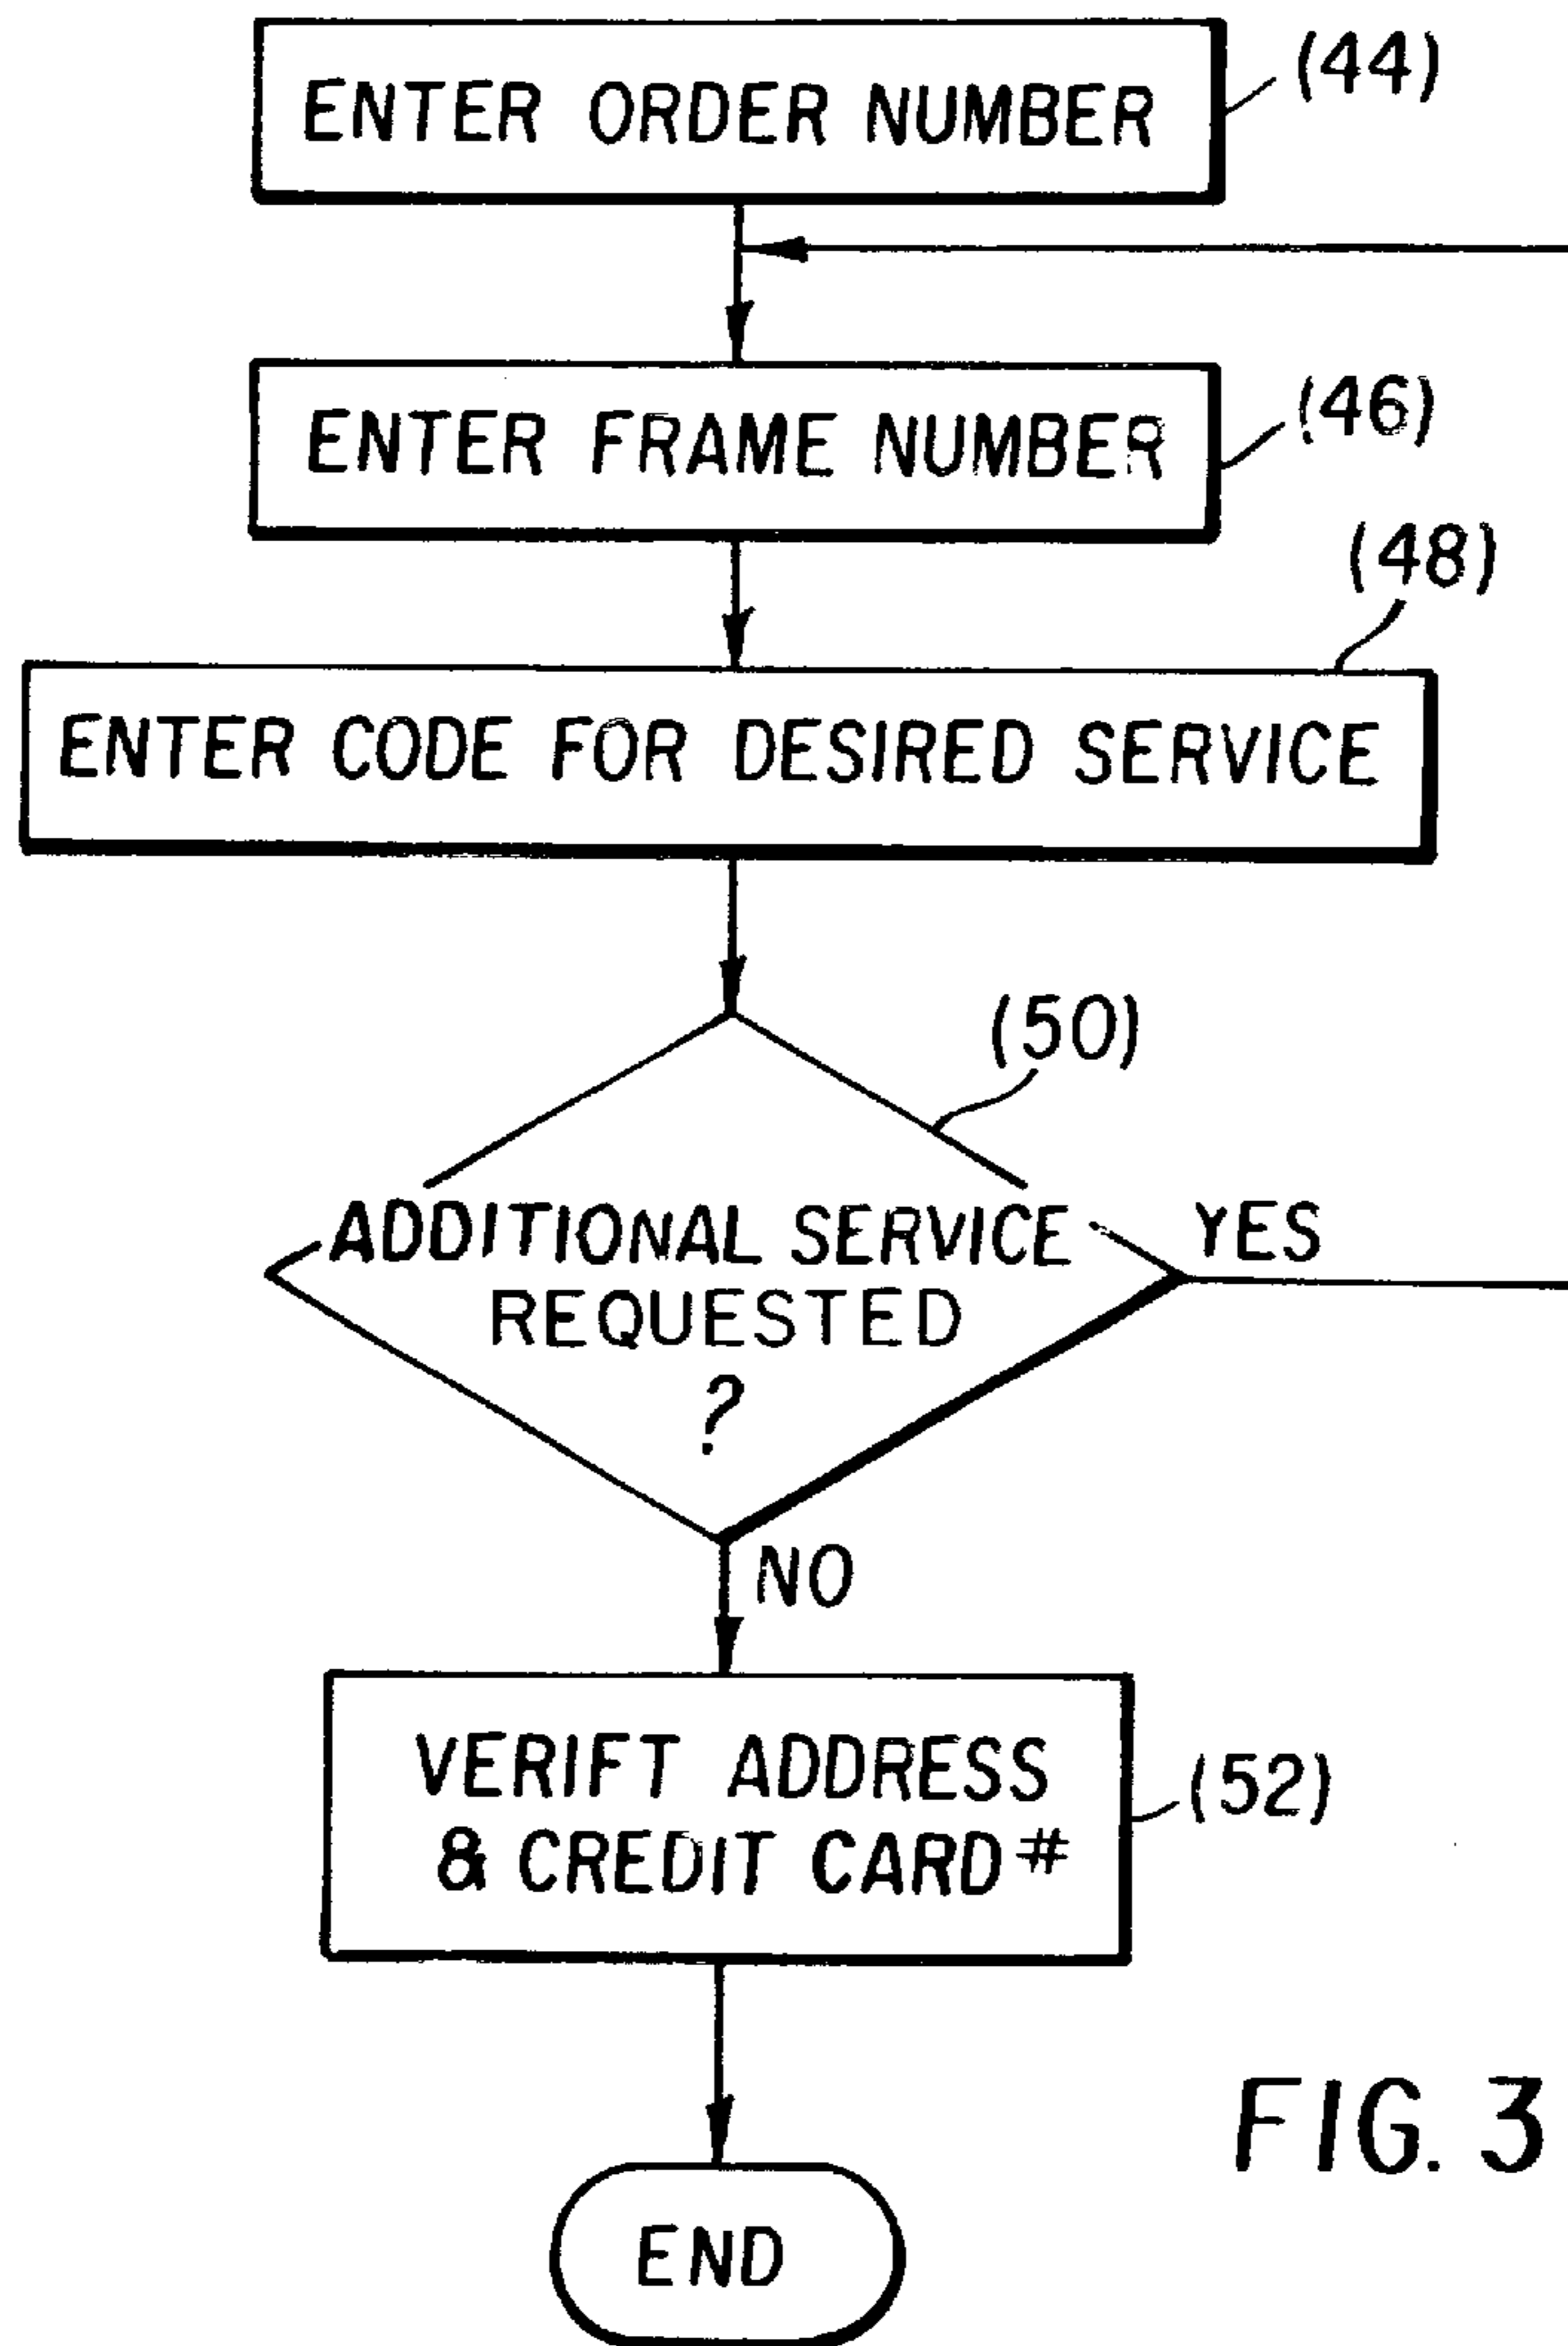 ENTER ORDER NUMBER
(44)
ENTER FRAME NUMBER
(46)
(48)
ENTER CODE FOR DESIRED SERVICE
(50)
ADDITIONAL SERVICE
REQUESTED
?
YES
NO
VERIFT ADDRESS
& CREDIT CARD #
(52)
FIG. 3
END